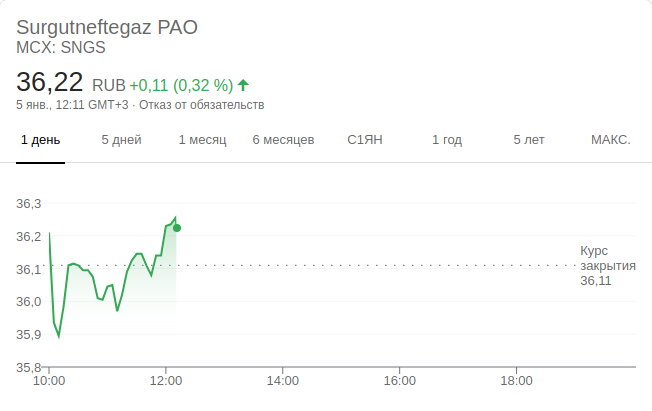 Surgutneftegaz PAO
MCX: SNGS
36,22 RUB +0,11 (0,32 %)
5 янв., 12:11 GMT+3 · Отказ от обязательств
1 день 5 дней 1 месяц 6 месяцев С1ЯН 1 год 5 лет МАКС.
36,3
36,2
36,1
36,0
35,9
35,8
Курс
закрытия
36,11
10:00 12:00 14:00 16:00 18:00